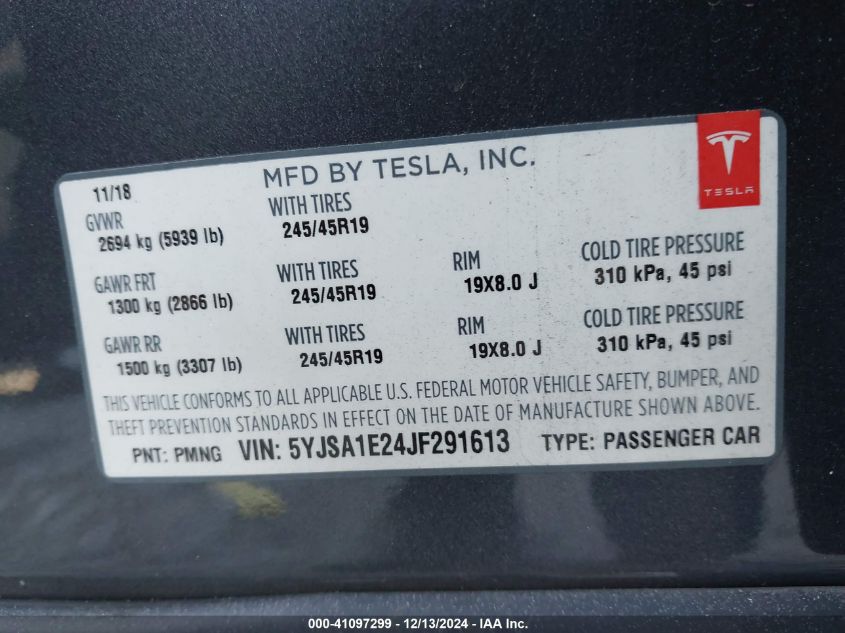 MFD BY TESLA, INC.
TESLA
11/18
GVWR
2694 kg (5939 lb)
WITH TIRES
245/45R19
GAWR FRT
1300 kg (2866 lb)
WITH TIRES
245/45R19
RIM
19X8.0 J
COLD TIRE PRESSURE
310 kPa, 45 psi
GAWR RR
1500 kg (3307 lb)
WITH TIRES
245/45R19
RIM
19X8.0 J
COLD TIRE PRESSURE
310 kPa, 45 psi
THIS VEHICLE CONFORMS TO ALL APPLICABLE U.S. FEDERAL MOTOR VEHICLE SAFETY, BUMPER, AND
THEFT PREVENTION STANDARDS IN EFFECT ON THE DATE OF MANUFACTURE SHOWN ABOVE.
PNT: PMNG VIN: 5YJSA1E24JF291613 TYPE: PASSENGER CAR
000-41097299 - 12/13/2024 - IAA Inc.